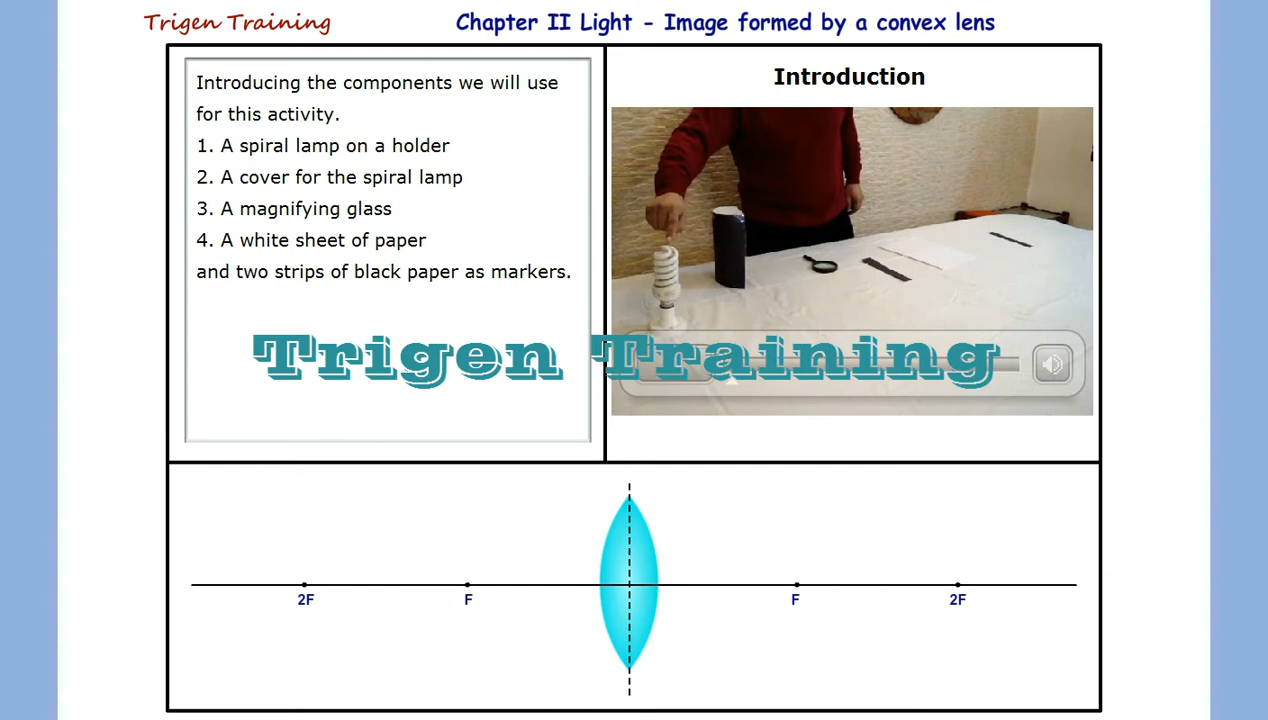 Trigen Training
Chapter II Light - Image formed by a convex lens
Introducing the components we will use
for this activity.
1. A spiral lamp on a holder
2. A cover for the spiral lamp
3. A magnifying glass
4. A white sheet of paper
and two strips of black paper as markers.
Introduction
Trigen Training
2F
F
F
2F